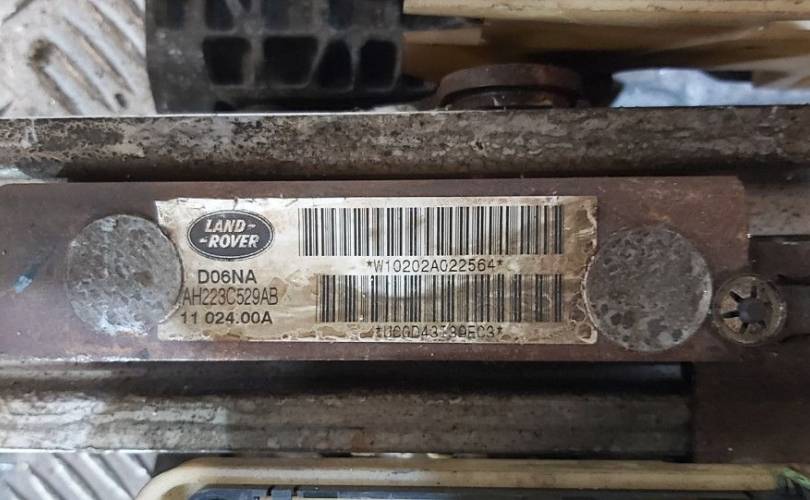 LAND-
-ROVER
*W10202A022564*
D06NA
AH223C529AB
11 024.00A